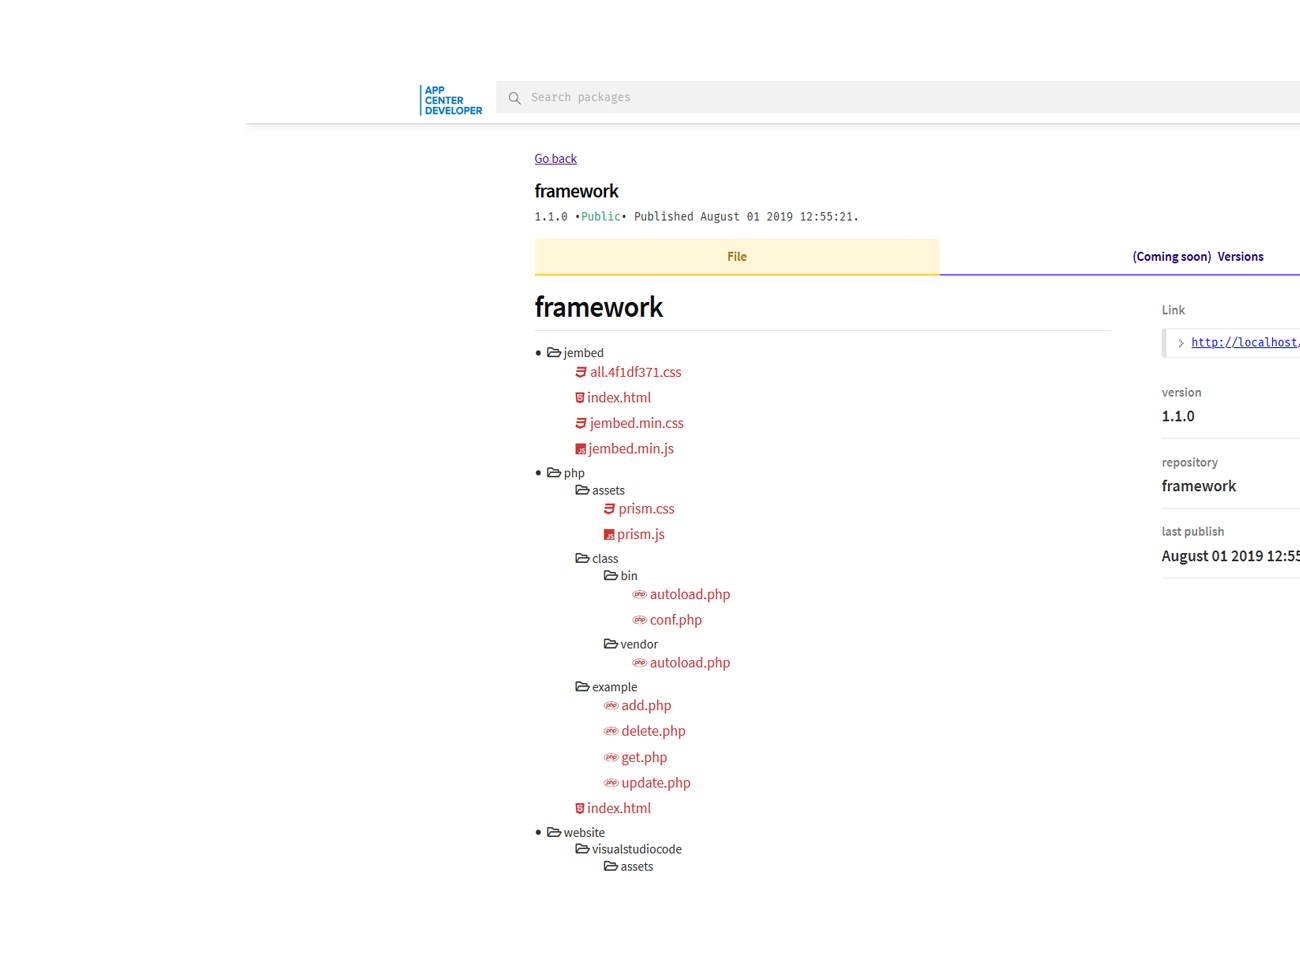 APP
CENTER
DEVELOPER
Search packages
Go back
framework
1.1.0 •Public• Published August 01 2019 12:55:21.
File
(Coming soon) Versions
framework
Link
http://localhost/
version
1.1.0
repository
framework
last publish
August 01 2019 12:55
• jembed
all.4f1df371.css
index.html
jembed.min.css
jembed.min.js
• php
assets
prism.css
prism.js
class
bin
autoload.php
conf.php
vendor
autoload.php
example
add.php
delete.php
get.php
update.php
index.html
• website
visualstudiocode
assets